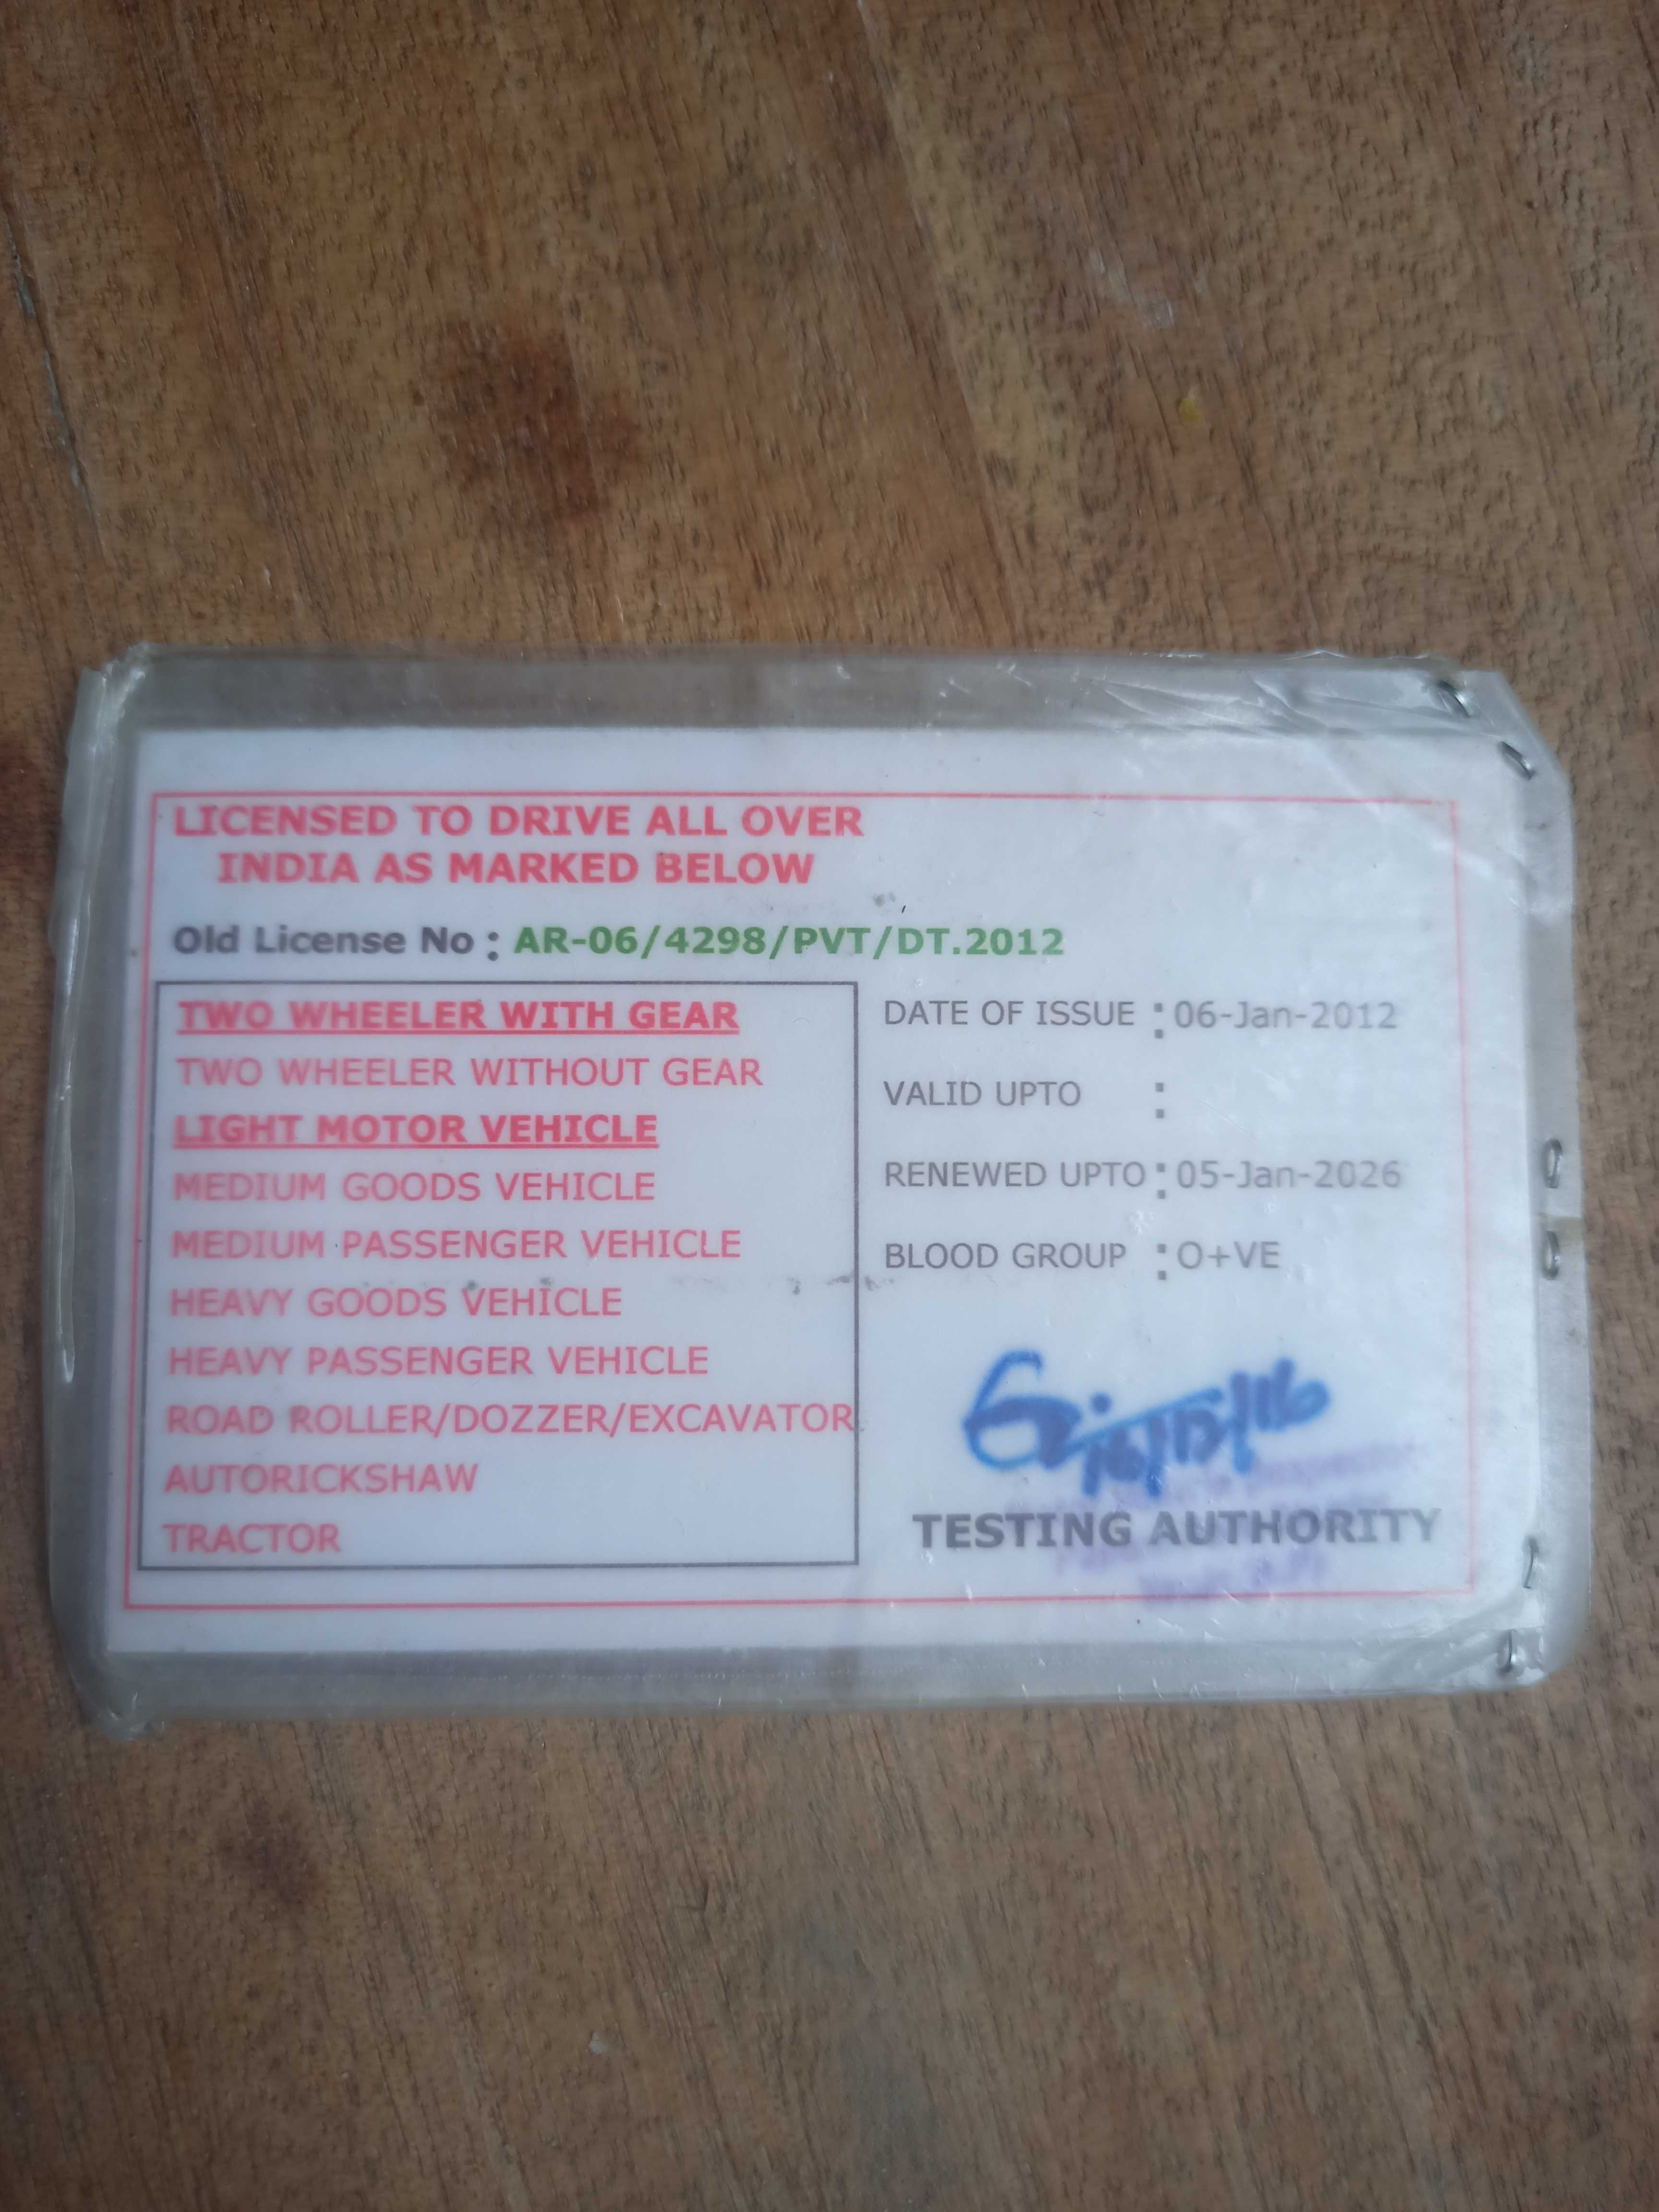 LICENSED TO DRIVE ALL OVER
INDIA AS MARKED BELOW
Old License No : AR-06/4298/PVT/DT.2012
TWO WHEELER WITH GEAR
TWO WHEELER WITHOUT GEAR
LIGHT MOTOR VEHICLE
MEDIUM GOODS VEHICLE
MEDIUM PASSENGER VEHICLE
HEAVY GOODS VEHICLE
HEAVY PASSENGER VEHICLE
ROAD ROLLER/DOZZER/EXCAVATOR
AUTORICKSHAW
TRACTOR
DATE OF ISSUE : 06-Jan-2012
VALID UPTO :
RENEWED UPTO : 05-Jan-2026
BLOOD GROUP : O+VE
TESTING AUTHORITY